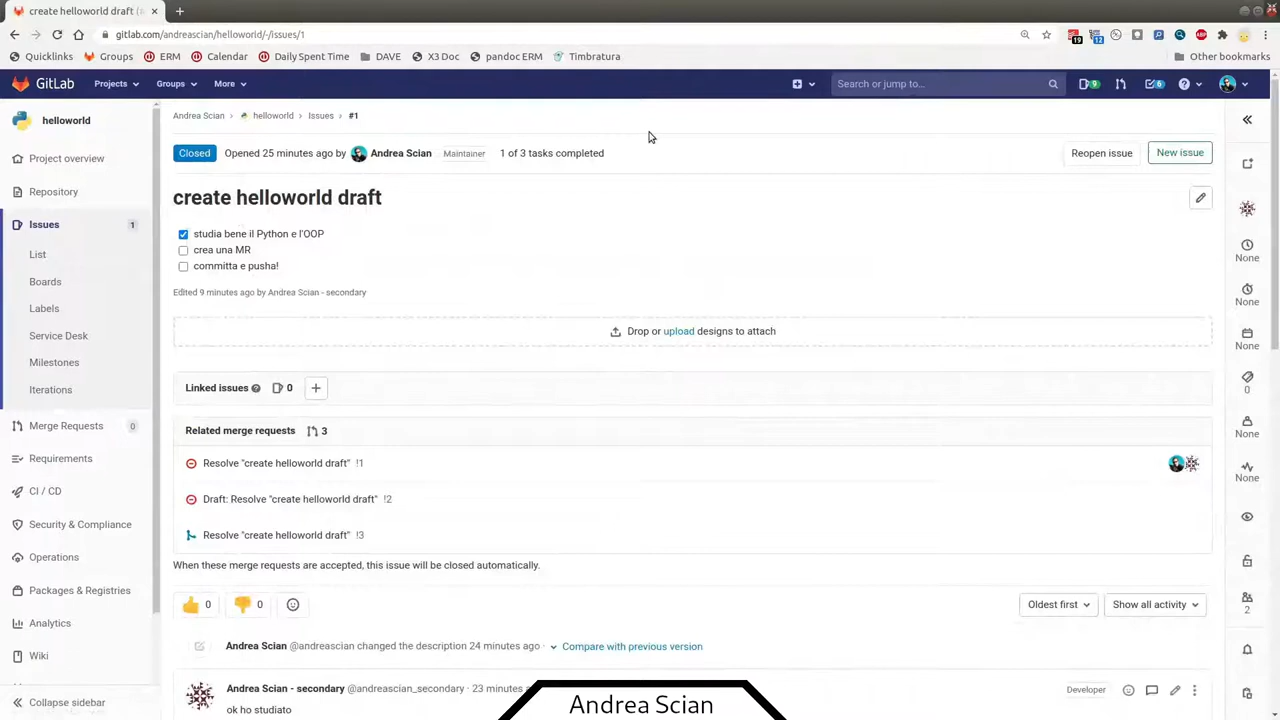 create helloworld draft (
gitlab.com/andreascian/helloworld/-/issues/1
19
12
ABP
Quicklinks
Groups
ERM
Calendar
Daily Spent Time
DAVE
X3 Doc
pandoc ERM
Timbratura
Other bookmarks
GitLab
Projects
Groups
More
Search or jump to...
9
6
helloworld
Andrea Scian › helloworld › Issues › #1
Project overview
Closed Opened 25 minutes ago by Andrea Scian Maintainer 1 of 3 tasks completed
Reopen issue
New issue
Repository
create helloworld draft
Issues 1
studia bene il Python e l'OOP
crea una MR
committa e pusha!
Edited 9 minutes ago by Andrea Scian - secondary
List
Boards
Labels
Service Desk
Milestones
Iterations
Drop or upload designs to attach
Linked issues 0
Related merge requests 3
Resolve "create helloworld draft" !1
Draft: Resolve "create helloworld draft" !2
Resolve "create helloworld draft" !3
When these merge requests are accepted, this issue will be closed automatically.
Merge Requests 0
Requirements
CI / CD
Security & Compliance
Operations
Packages & Registries
Analytics
Wiki
Collapse sidebar
0
0
Oldest first
Show all activity
Andrea Scian @andreascian changed the description 24 minutes ago · Compare with previous version
Andrea Scian - secondary @andreascian_secondary · 23 minutes
Developer
ok ho studiato
None
None
None
0
None
None
2
Andrea Scian